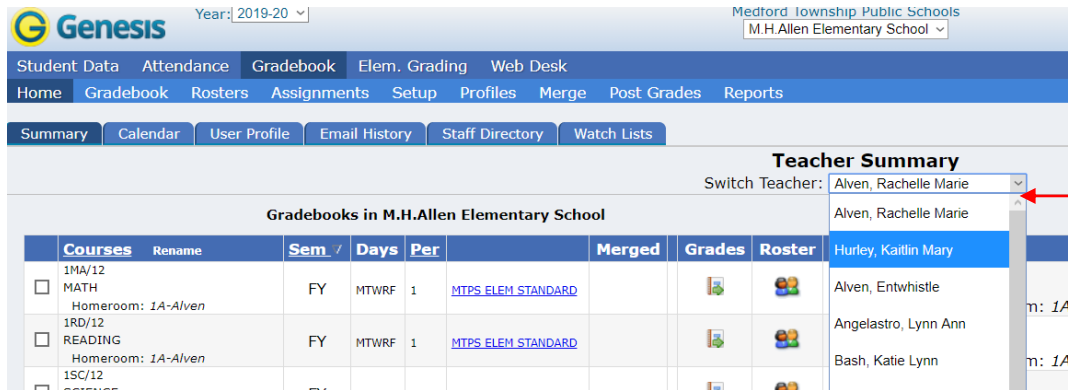 Genesis
Year: 2019-20
Medford Township Public Schools
M.H.Allen Elementary School
Student Data Attendance Gradebook Elem. Grading Web Desk
Home Gradebook Rosters Assignments Setup Profiles Merge Post Grades Reports
Summary Calendar User Profile Email History Staff Directory Watch Lists
Teacher Summary
Switch Teacher: Alven, Rachelle Marie
Gradebooks in M.H.Allen Elementary School
Alven, Rachelle Marie
Courses Rename Sem Days Per Merged Grades Roster
Hurley, Kaitlin Mary
1MA/12
MATH FY MTWRF 1 MTPS ELEM STANDARD
Homeroom: 1A-Alven
Alven, Entwhistle
m: 1A
1RD/12
READING FY MTWRF 1 MTPS ELEM STANDARD
Homeroom: 1A-Alven
Angelastro, Lynn Ann
Bash, Katie Lynn
m: 1A
1SC/12